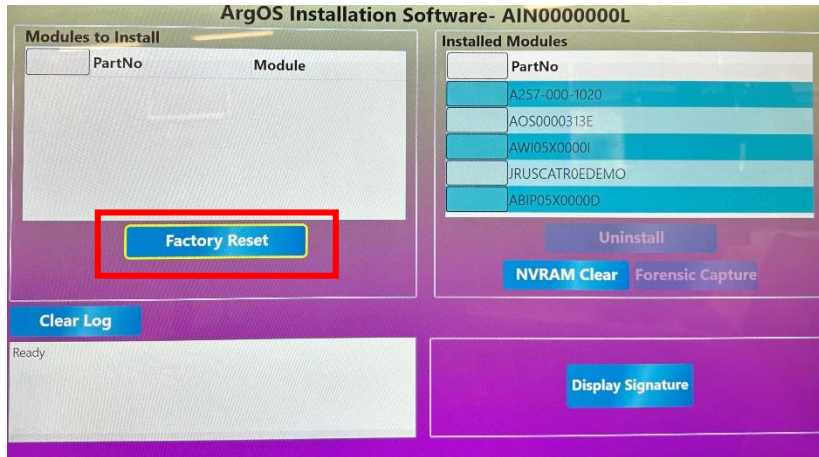 ArgOS Installation Software- AIN0000000L
Modules to Install
PartNo Module
Factory Reset
Installed Modules
PartNo
A257-000-1020
AOS0000313E
AWI05X0000I
JRUSCATR0EDEMO
ABIP05X0000D
Uninstall
NVRAM Clear Forensic Capture
Clear Log
Ready
Display Signature